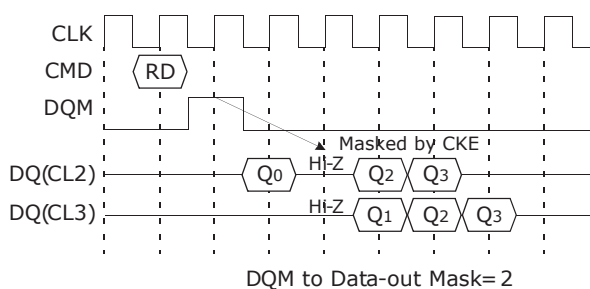 CLK
CMD RD
DQM
Masked by CKE
DQ(CL2) Q0 Hi-Z Q2 Q3
DQ(CL3) Hi-Z Q1 Q2 Q3
DQM to Data-out Mask=2